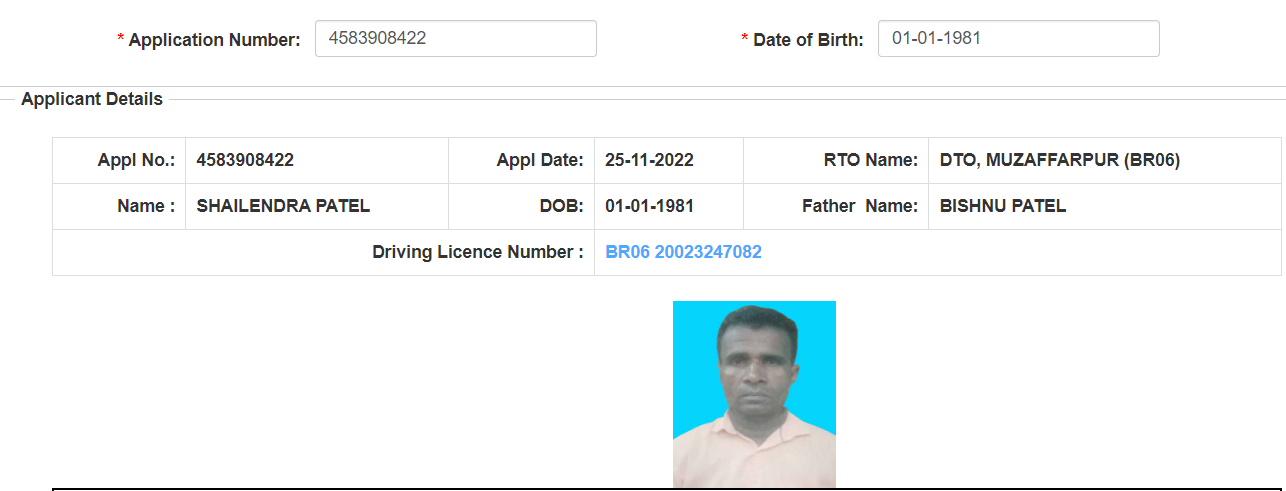 * Application Number: 4583908422 * Date of Birth: 01-01-1981
Applicant Details
Appl No.: 4583908422 Appl Date: 25-11-2022 RTO Name: DTO, MUZAFFARPUR (BR06)
Name : SHAILENDRA PATEL DOB: 01-01-1981 Father Name: BISHNU PATEL
Driving Licence Number : BR06 20023247082